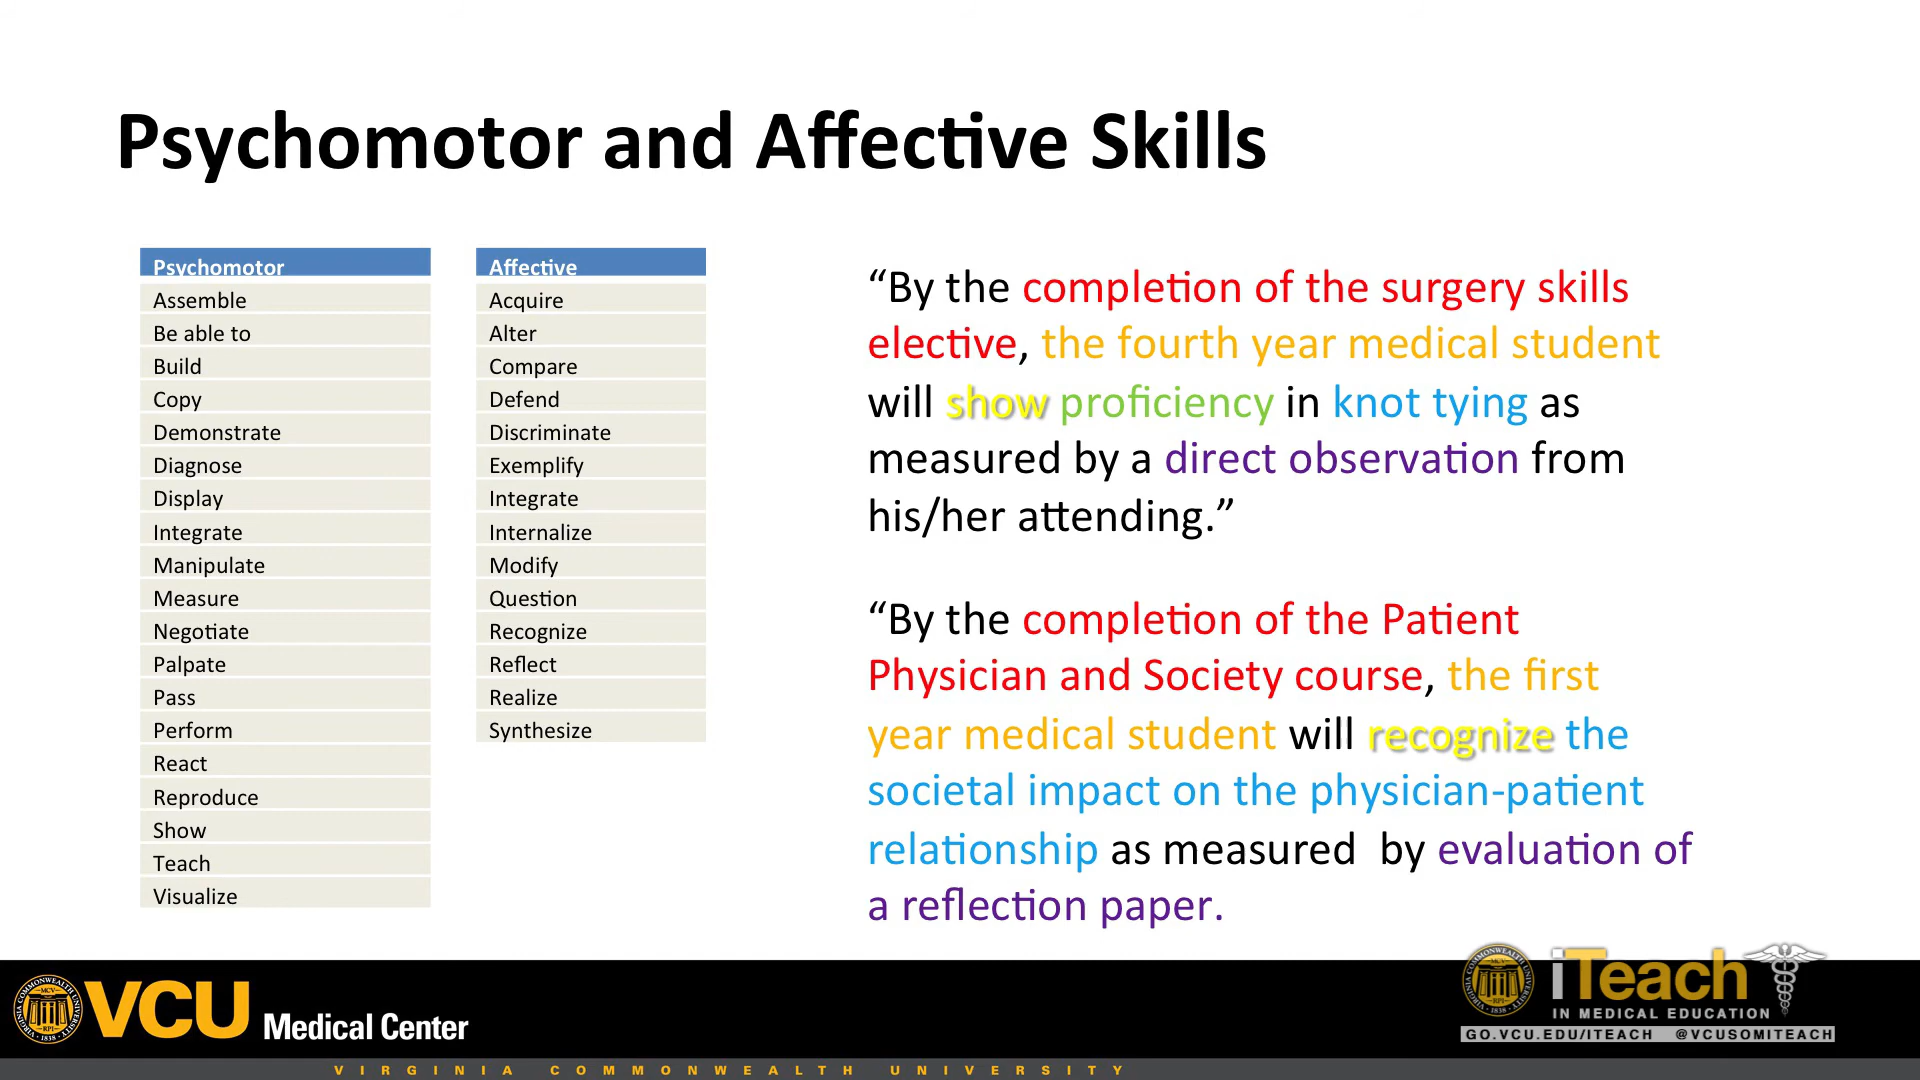 Psychomotor and Affective Skills
Psychomotor
Assemble
Be able to
Build
Copy
Demonstrate
Diagnose
Display
Integrate
Manipulate
Measure
Negotiate
Palpate
Pass
Perform
React
Reproduce
Show
Teach
Visualize
Affective
Acquire
Alter
Compare
Defend
Discriminate
Exemplify
Integrate
Internalize
Modify
Question
Recognize
Reflect
Realize
Synthesize
“By the completion of the surgery skills
elective, the fourth year medical student
will show proficiency in knot tying as
measured by a direct observation from
his/her attending.”
“By the completion of the Patient
Physician and Society course, the first
year medical student will recognize the
societal impact on the physician-patient
relationship as measured by evaluation of
a reflection paper.
VCU Medical Center
iTeach
IN MEDICAL EDUCATION
GO.VCU.EDU/ITEACH @VCUSOMITEACH
VIRGINIA COMMONWEALTH UNIVERSITY